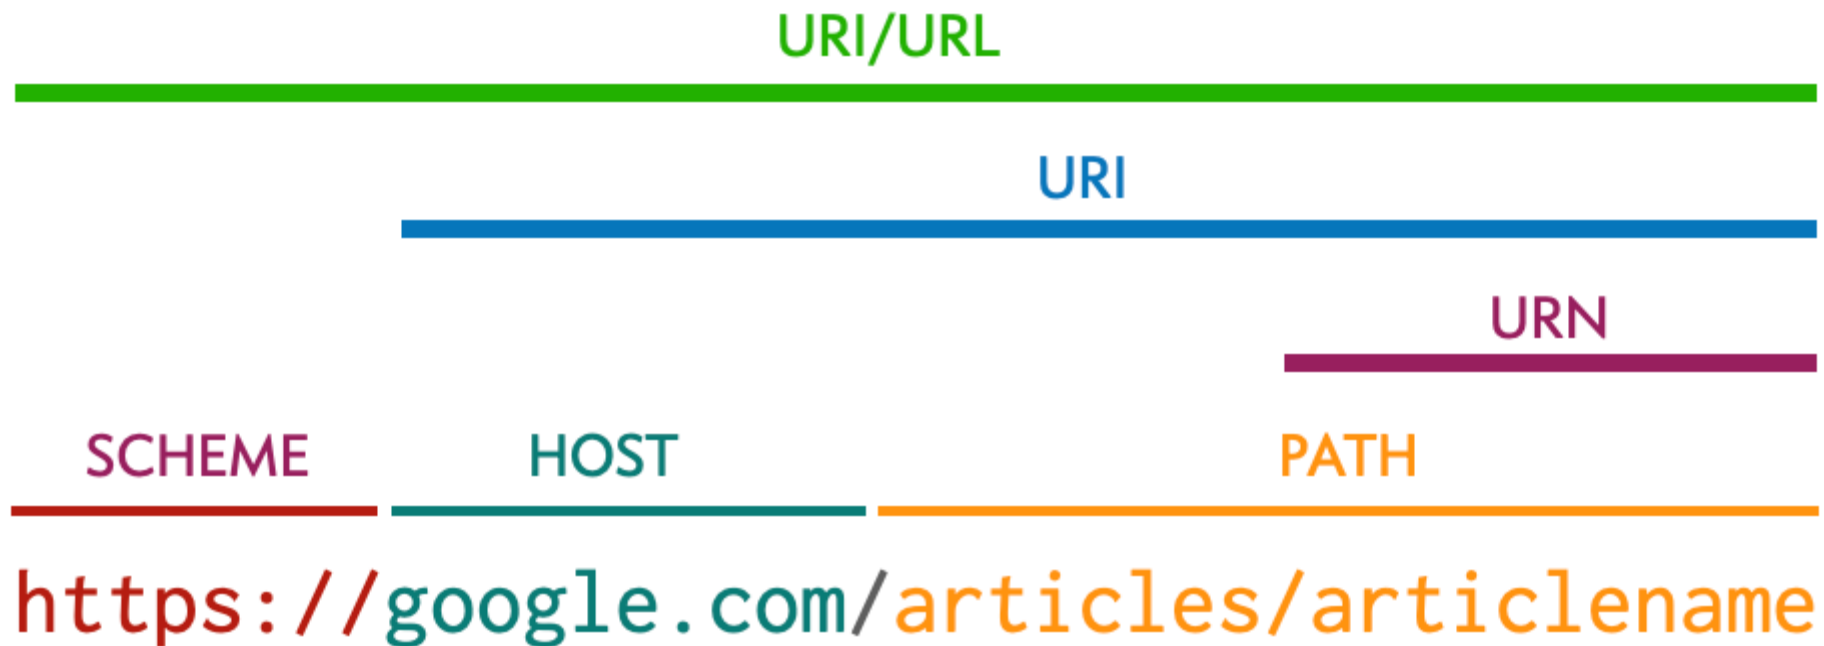 URI/URL
URI
URN
SCHEME HOST PATH
https://google.com/articles/articlename